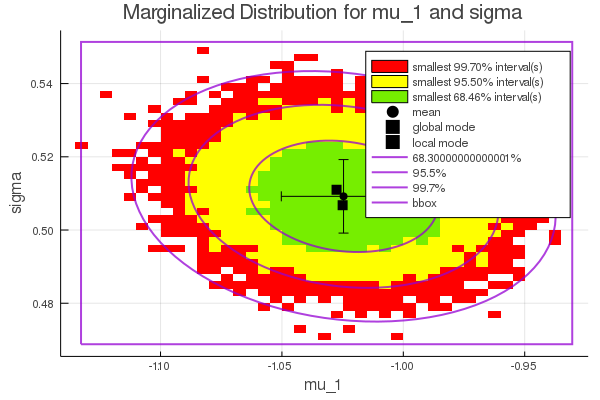 Marginalized Distribution for mu_1 and sigma
smallest 99.70% interval(s)
smallest 95.50% interval(s)
smallest 68.46% interval(s)
mean
global mode
local mode
68.30000000000001%
95.5%
99.7%
bbox
0.54
0.52
0.50
0.48
sigma
-1.10
-1.05
-1.00
-0.95
mu_1